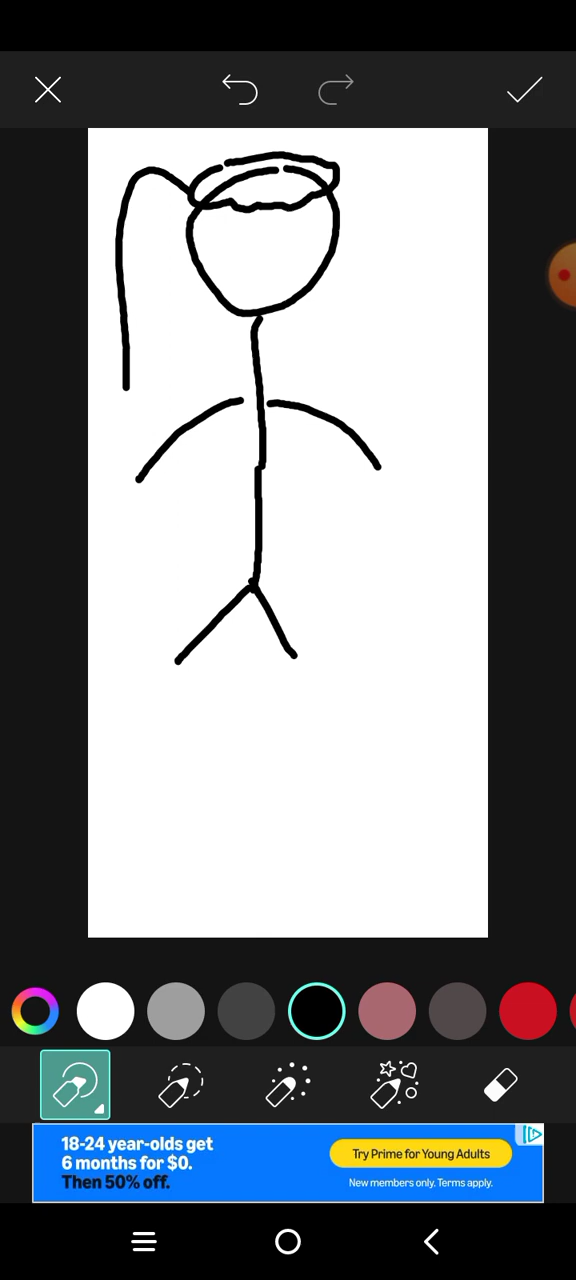 18-24 year-olds get
6 months for $0.
Then 50% off.
Try Prime for Young Adults
New members only. Terms apply.